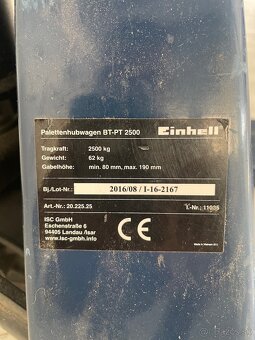 Palettenhubwagen BT-PT 2500
Einhell
Tragkraft: 2500 kg
Gewicht: 62 kg
Gabelhöhe: min. 80 mm, max. 190 mm
Bj./Lot-Nr.: 2016/08 / I-16-2167
Art.-Nr.: 20.225.25 I.-Nr.: 11025
ISC GmbH
Eschenstraße 6
94405 Landau /Isar
www.isc-gmbh.info
CE